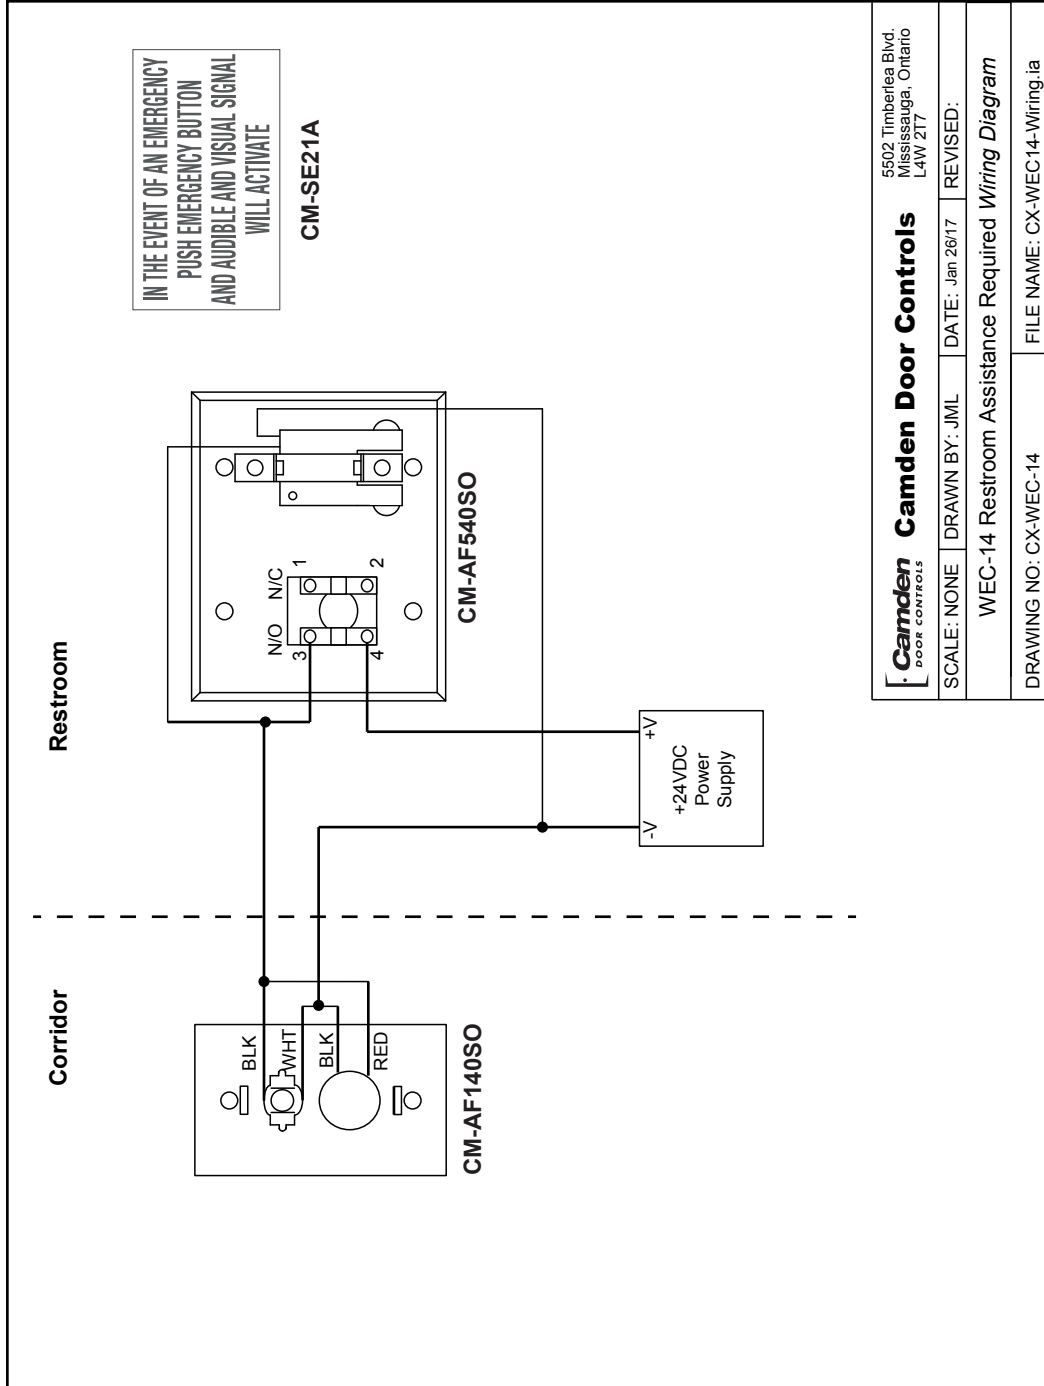 Corridor
Restroom
IN THE EVENT OF AN EMERGENCY
PUSH EMERGENCY BUTTON
AND AUDIBLE AND VISUAL SIGNAL
WILL ACTIVATE
CM-SE21A
BLK
WHT
BLK
RED
CM-AF140SO
N/O
N/C
3
1
4
2
CM-AF540SO
-V
+V
+24VDC
Power
Supply
Camden
DOOR CONTROLS
Camden Door Controls
5502 Timberlea Blvd.
Mississauga, Ontario
L4W 2T7
SCALE: NONE
DRAWN BY: JML
DATE: Jan 26/17
REVISED:
WEC-14 Restroom Assistance Required Wiring Diagram
DRAWING NO: CX-WEC-14
FILE NAME: CX-WEC14-Wiring.ia